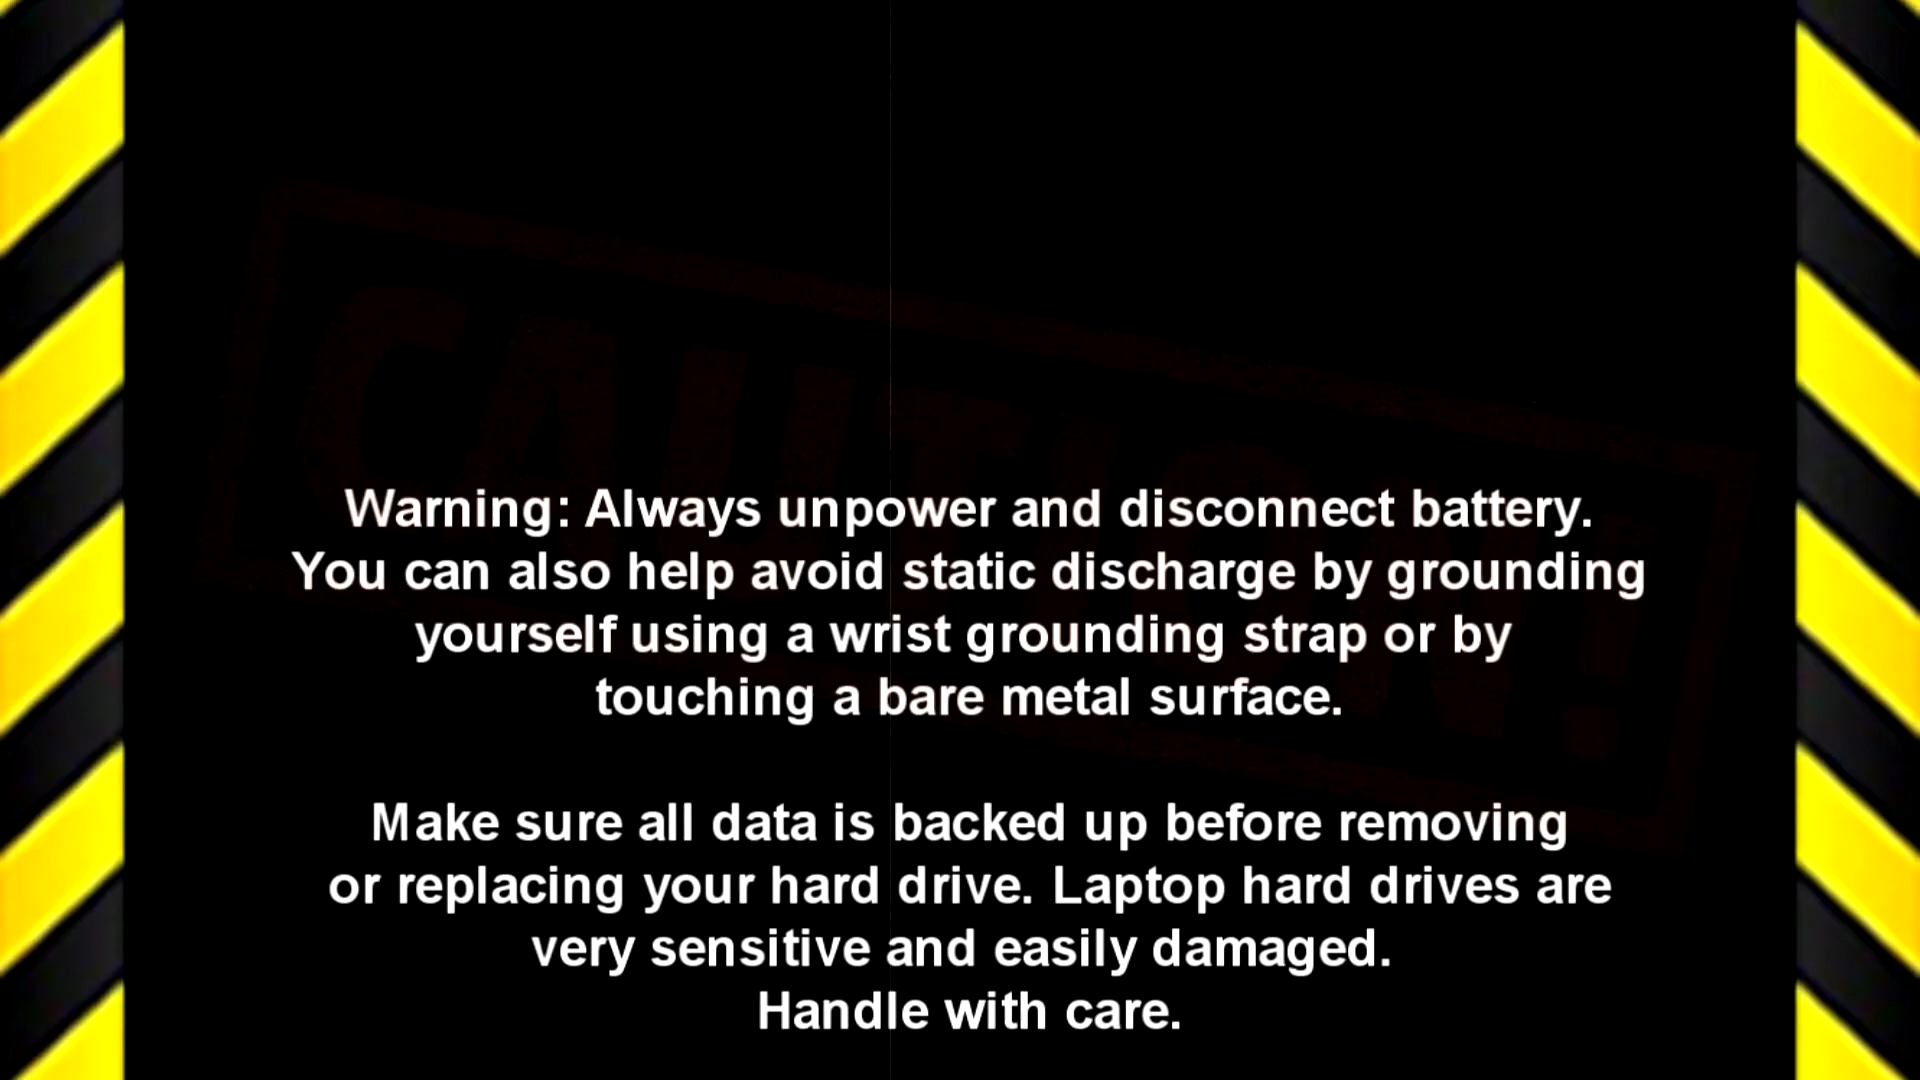 CAUTION!
Warning: Always unpower and disconnect battery.
You can also help avoid static discharge by grounding
yourself using a wrist grounding strap or by
touching a bare metal surface.
Make sure all data is backed up before removing
or replacing your hard drive. Laptop hard drives are
very sensitive and easily damaged.
Handle with care.